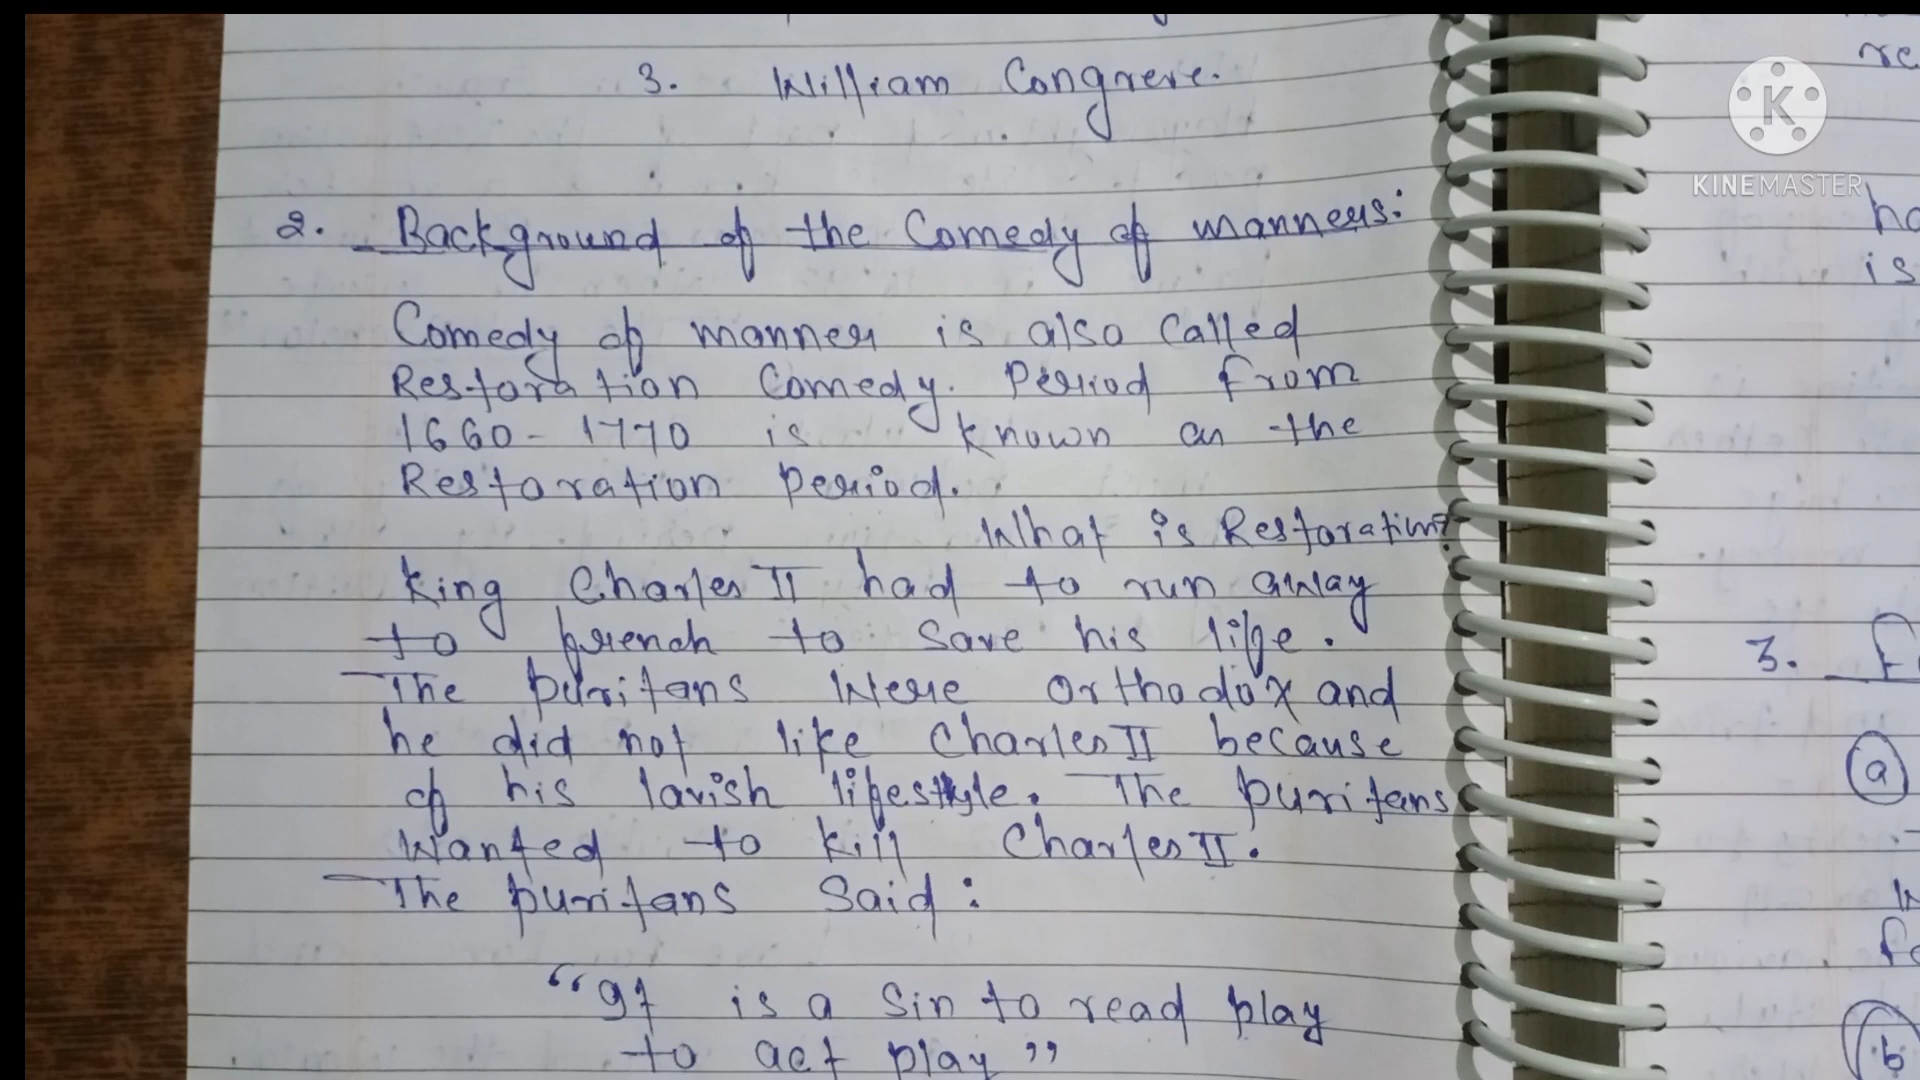 3. William Congreve.
2. Background of the Comedy of manners:
Comedy of manner is also called
Restoration Comedy. Period from
1660-1770 is known as the
Restoration Period.
What is Restoration?
King Charles II had to run away
to french to save his life.
The puritans were orthodox and
he did not like Charles II because
of his lavish lifestyle. The puritans
wanted to kill Charles II.
The puritans said:
"It is a sin to read play
to act play"
KINEMASTER
re
ho
is
3.
a
b